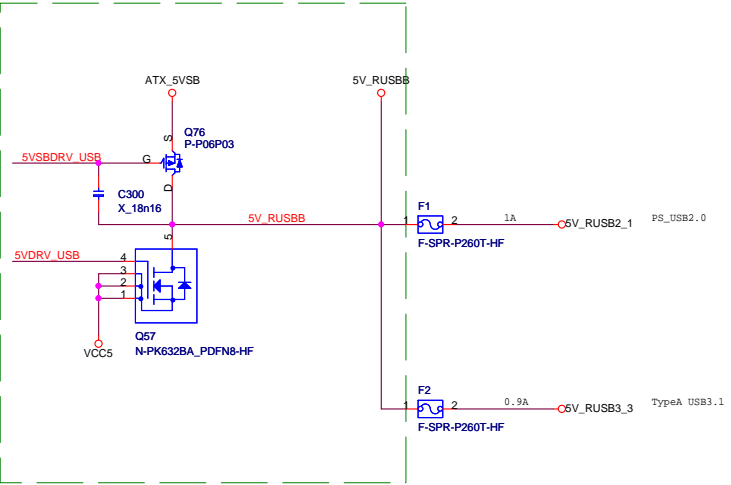 ATX_5VSB
5V_RUSBB
S
Q76
P-P06P03
5VSBDRV_USB
G
D
C300
X_18n16
F1
5V_RUSBB
1
2
1A
5V_RUSB2_1
PS_USB2.0
F-SPR-P260T-HF
5
5VDRV_USB
4
3
2
1
Q57
N-PK632BA_PDFN8-HF
VCC5
F2
1
2
0.9A
5V_RUSB3_3
TypeA USB3.1
F-SPR-P260T-HF